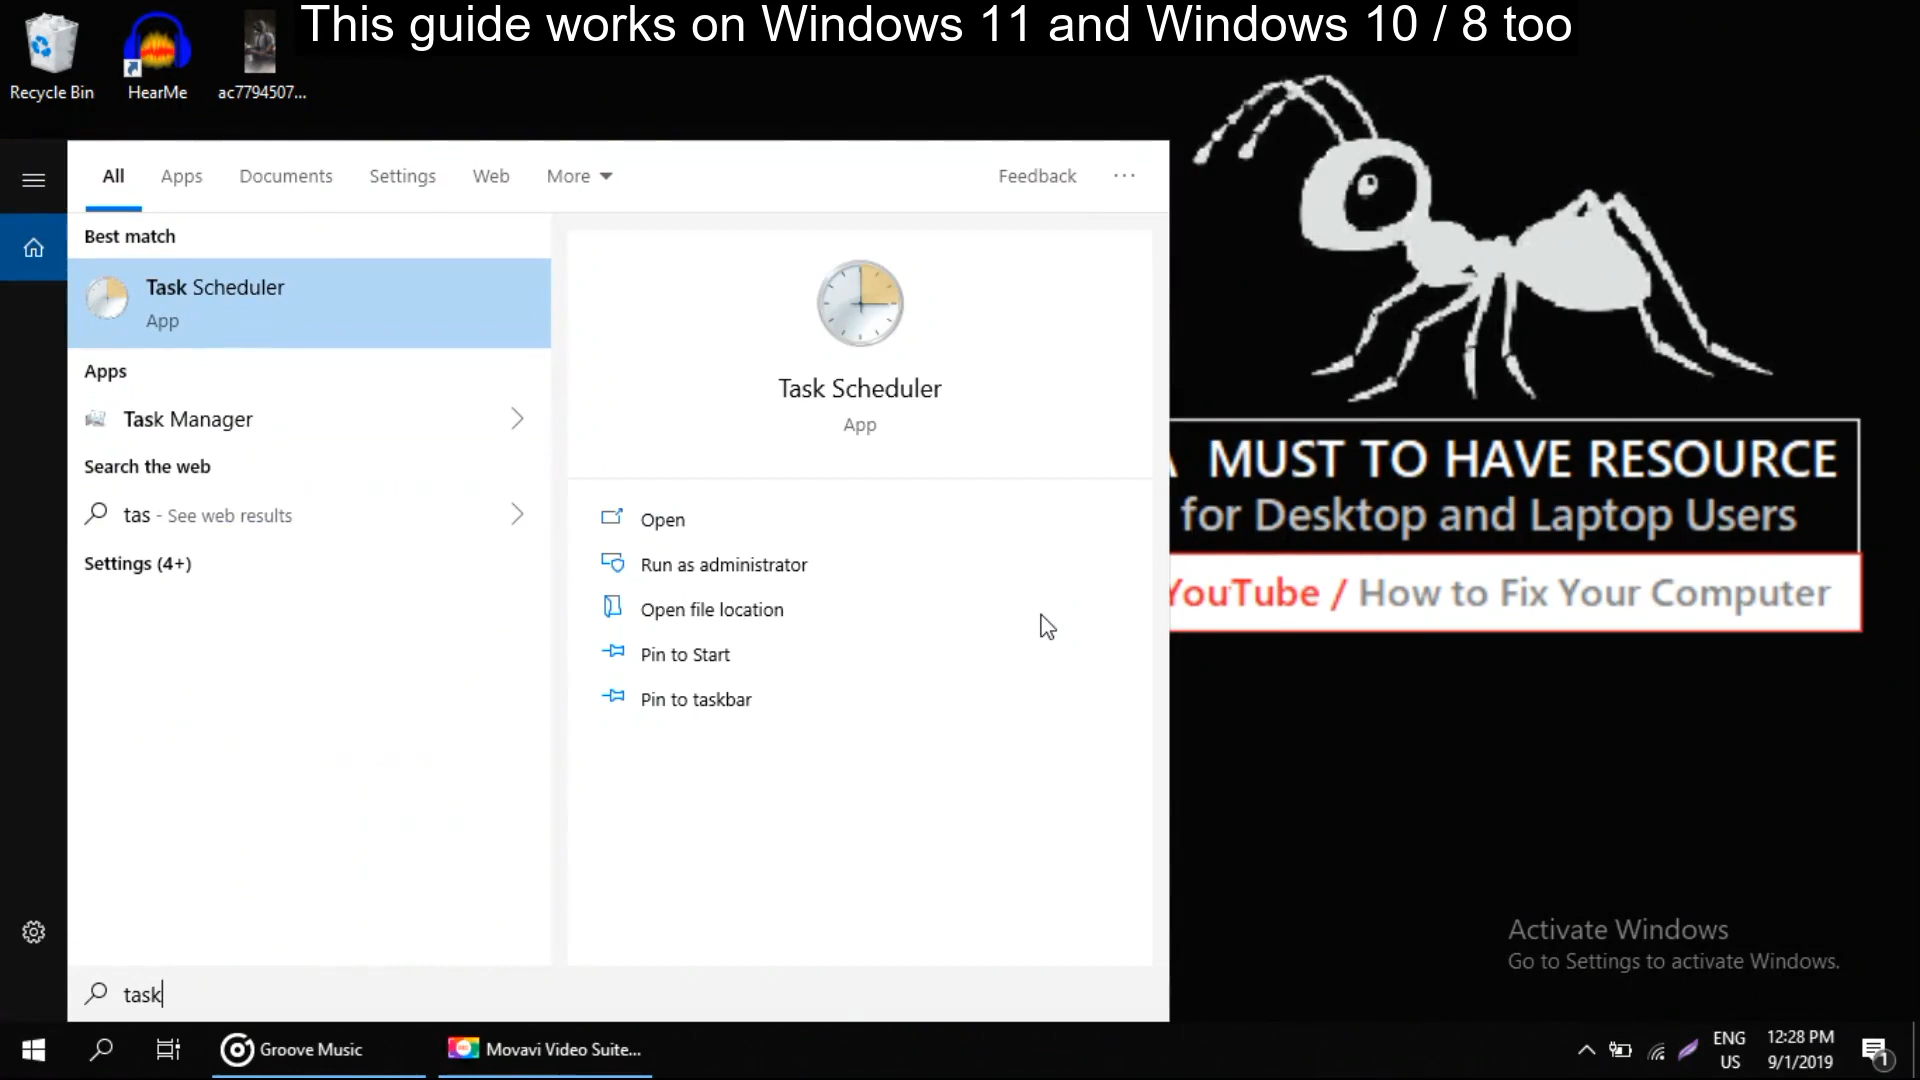 This guide works on Windows 11 and Windows 10 / 8 too
Recycle Bin
HearMe
ac7794507...
All
Apps
Documents
Settings
Web
More
Feedback
Best match
Task Scheduler
App
Apps
Task Manager
Search the web
tas - See web results
Settings (4+)
Task Scheduler
App
Open
Run as administrator
Open file location
Pin to Start
Pin to taskbar
MUST TO HAVE RESOURCE
for Desktop and Laptop Users
YouTube / How to Fix Your Computer
Activate Windows
Go to Settings to activate Windows.
task
Groove Music
Movavi Video Suite...
ENG
US
12:28 PM
9/1/2019
1